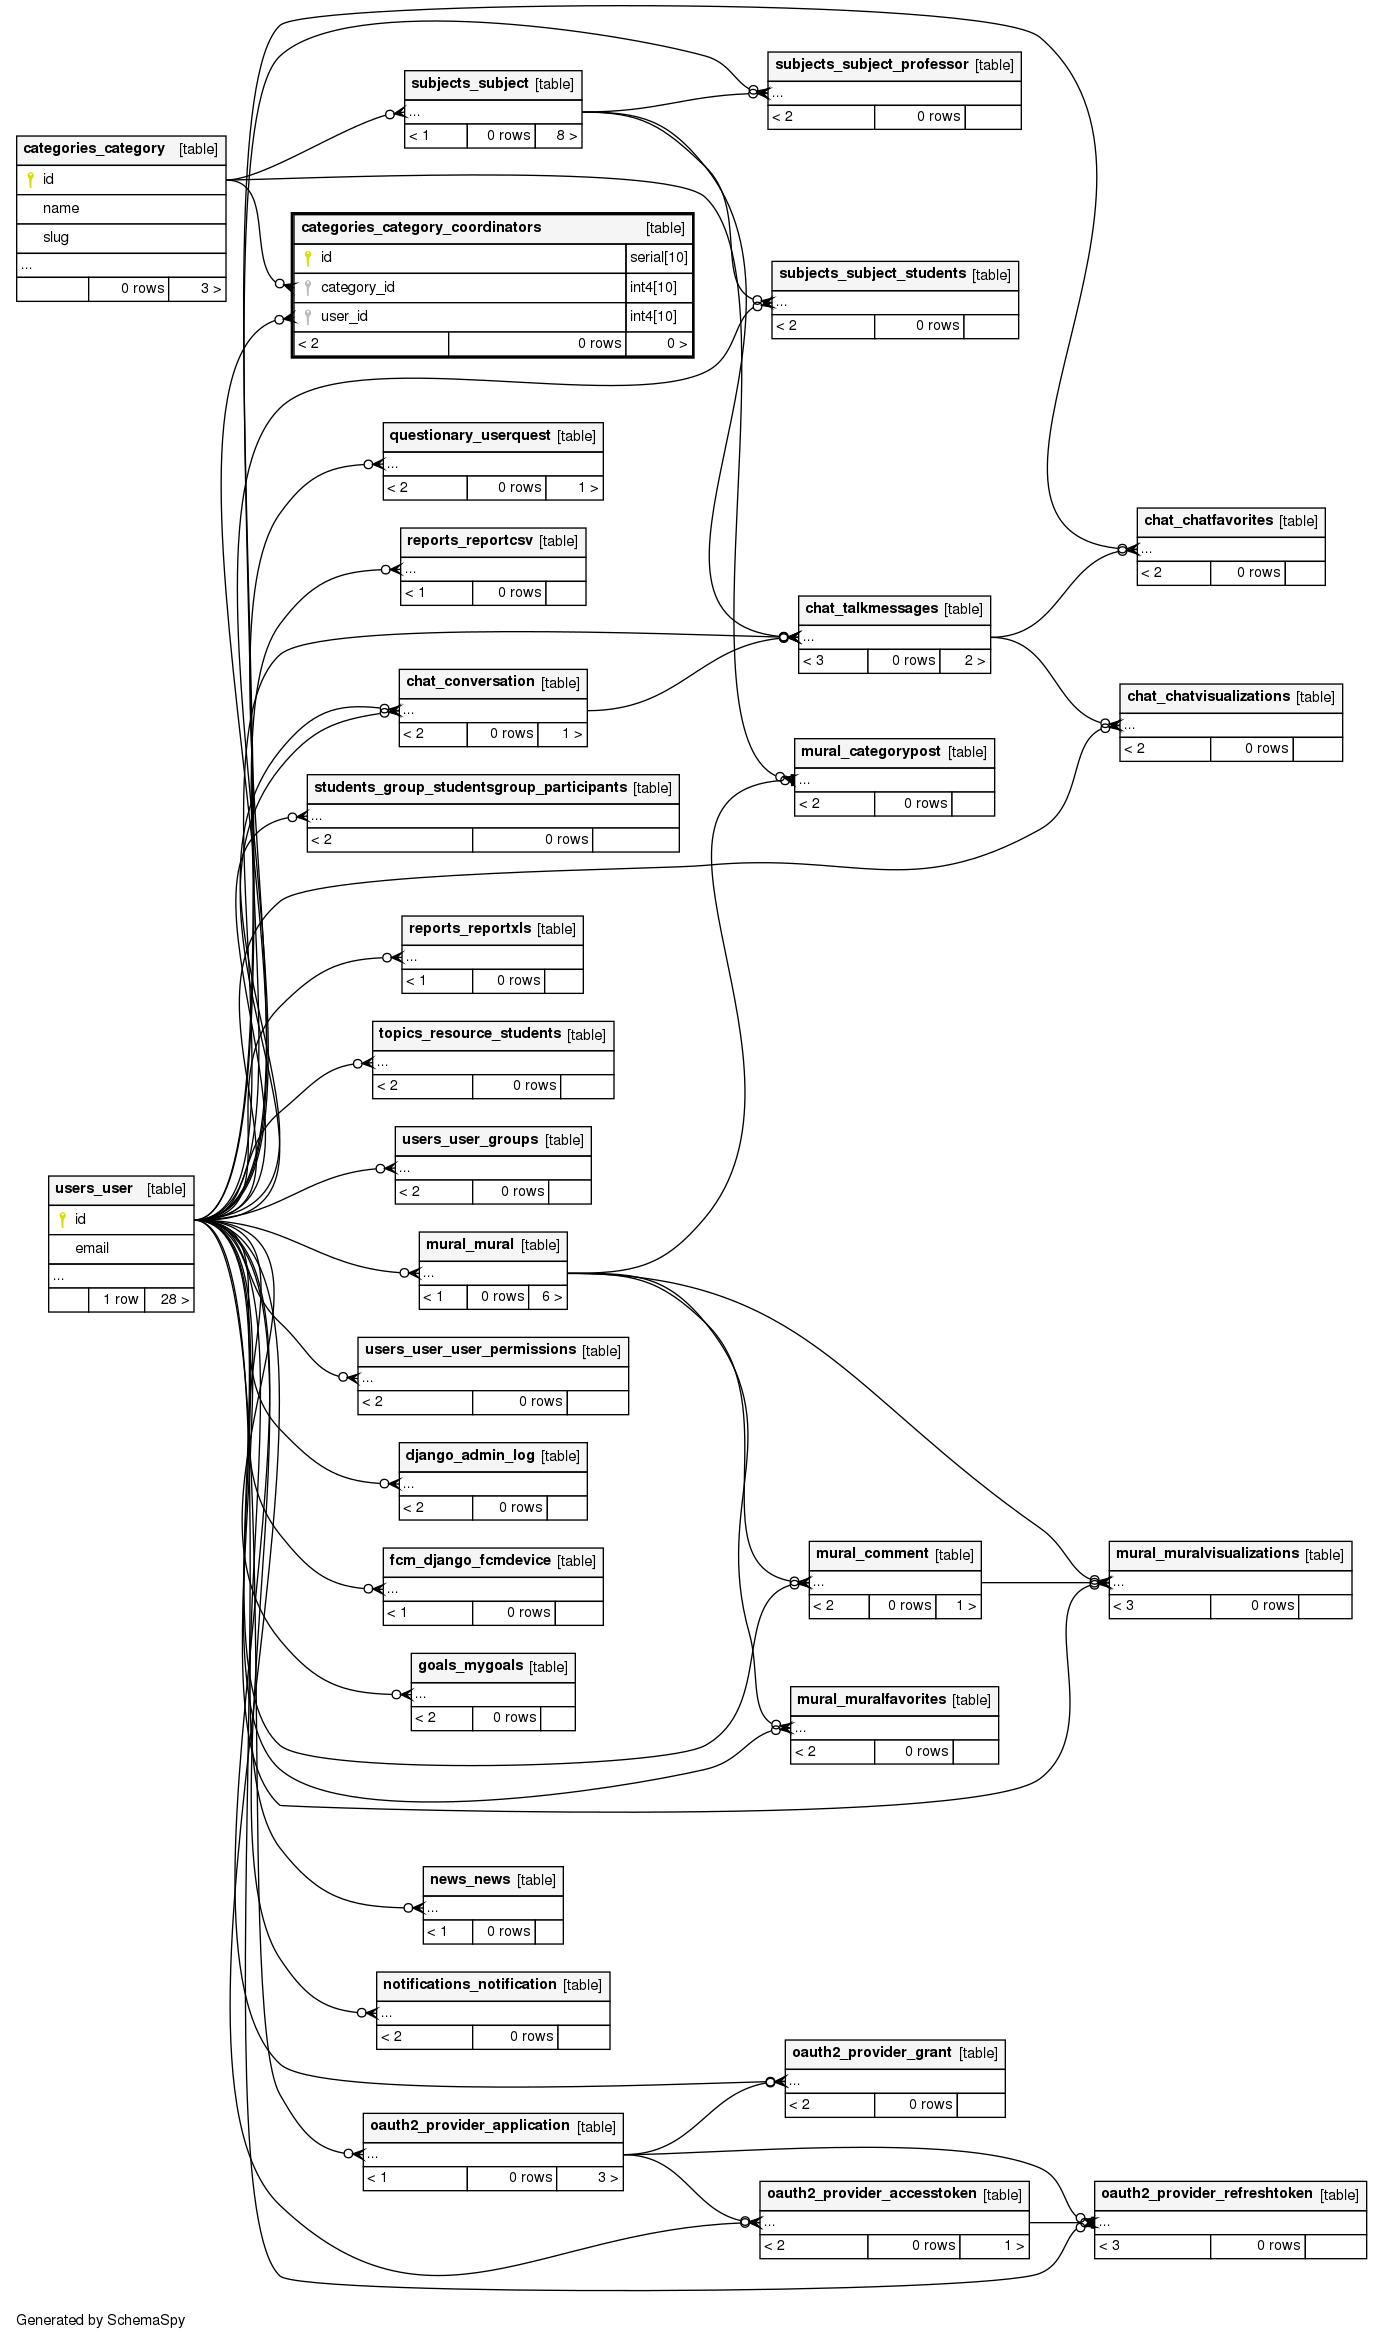 subjects_subject [table]
...
< 1 0 rows 8 >
subjects_subject_professor [table]
...
< 2 0 rows
categories_category [table]
id
name
slug
...
0 rows 3 >
categories_category_coordinators [table]
id serial[10]
category_id int4[10]
user_id int4[10]
< 2 0 rows 0 >
subjects_subject_students [table]
...
< 2 0 rows
questionary_userquest [table]
...
< 2 0 rows 1 >
reports_reportcsv [table]
...
< 1 0 rows
chat_chatfavorites [table]
...
< 2 0 rows
chat_talkmessages [table]
...
< 3 0 rows 2 >
chat_conversation [table]
...
< 2 0 rows 1 >
chat_chatvisualizations [table]
...
< 2 0 rows
mural_categorypost [table]
...
< 2 0 rows
students_group_studentsgroup_participants [table]
...
< 2 0 rows
reports_reportxls [table]
...
< 1 0 rows
topics_resource_students [table]
...
< 2 0 rows
users_user_groups [table]
...
< 2 0 rows
users_user [table]
id
email
...
1 row 28 >
mural_mural [table]
...
< 1 0 rows 6 >
users_user_user_permissions [table]
...
< 2 0 rows
django_admin_log [table]
...
< 2 0 rows
fcm_django_fcmdevice [table]
...
< 1 0 rows
mural_comment [table]
...
< 2 0 rows 1 >
mural_muralvisualizations [table]
...
< 3 0 rows
goals_mygoals [table]
...
< 2 0 rows
mural_muralfavorites [table]
...
< 2 0 rows
news_news [table]
...
< 1 0 rows
notifications_notification [table]
...
< 2 0 rows
oauth2_provider_grant [table]
...
< 2 0 rows
oauth2_provider_application [table]
...
< 1 0 rows 3 >
oauth2_provider_accesstoken [table]
...
< 2 0 rows 1 >
oauth2_provider_refreshtoken [table]
...
< 3 0 rows
Generated by SchemaSpy